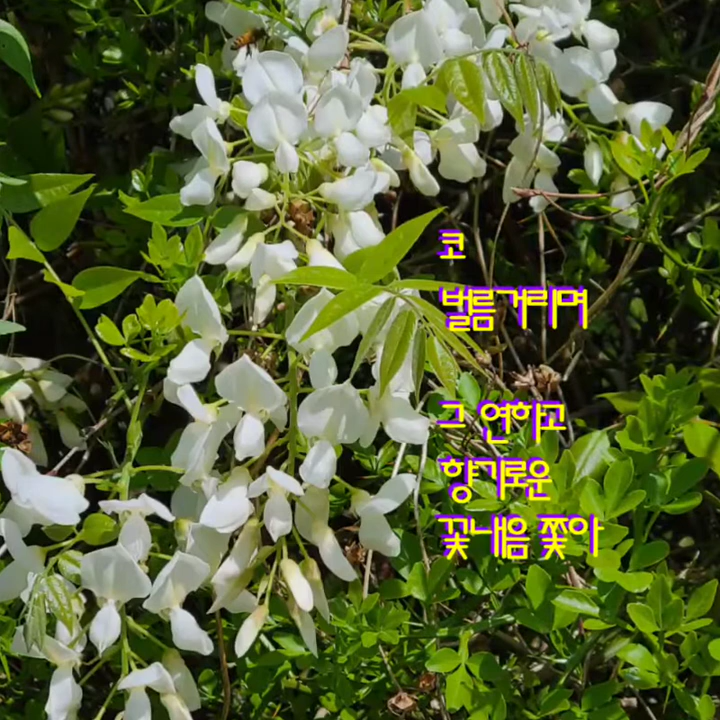 코
벌름거리며
그 연하고
향기로운
꽃내음 쫓아